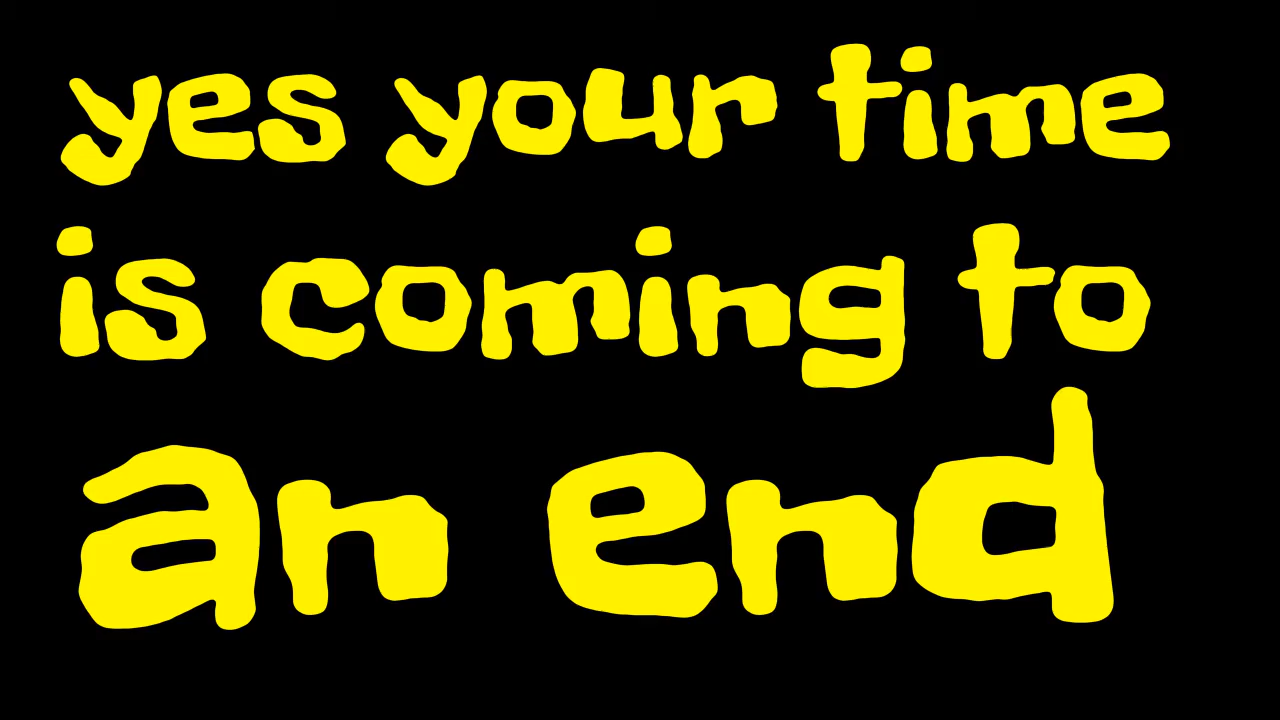 yes your time
is coming to
an end